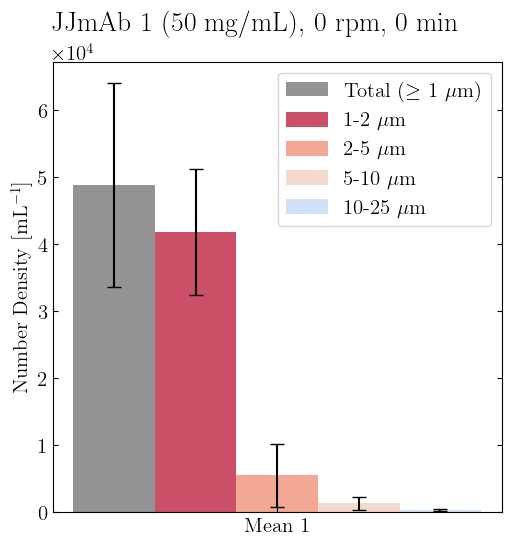 JJmAb 1 (50 mg/mL), 0 rpm, 0 min
×10⁴
Total (≥ 1 μm)
1-2 μm
2-5 μm
5-10 μm
10-25 μm
Number Density [mL⁻¹]
6
5
4
3
2
1
0
Mean 1